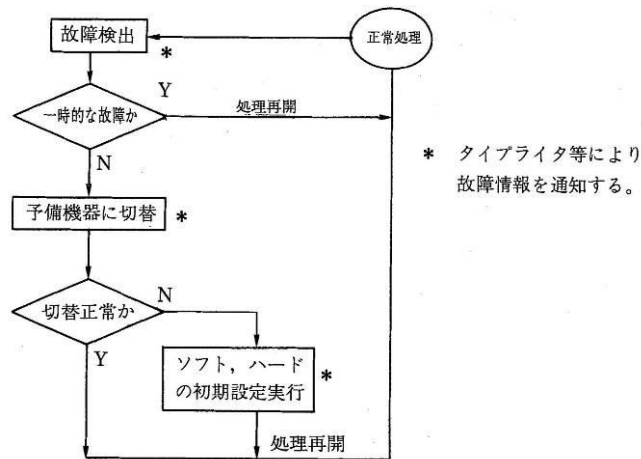 故障検出
*
正常処理
Y
一時的な故障か
処理再開
N
* タイプライタ等により
故障情報を通知する。
予備機器に切替
*
切替正常か
N
Y
ソフト,ハード
の初期設定実行
*
処理再開